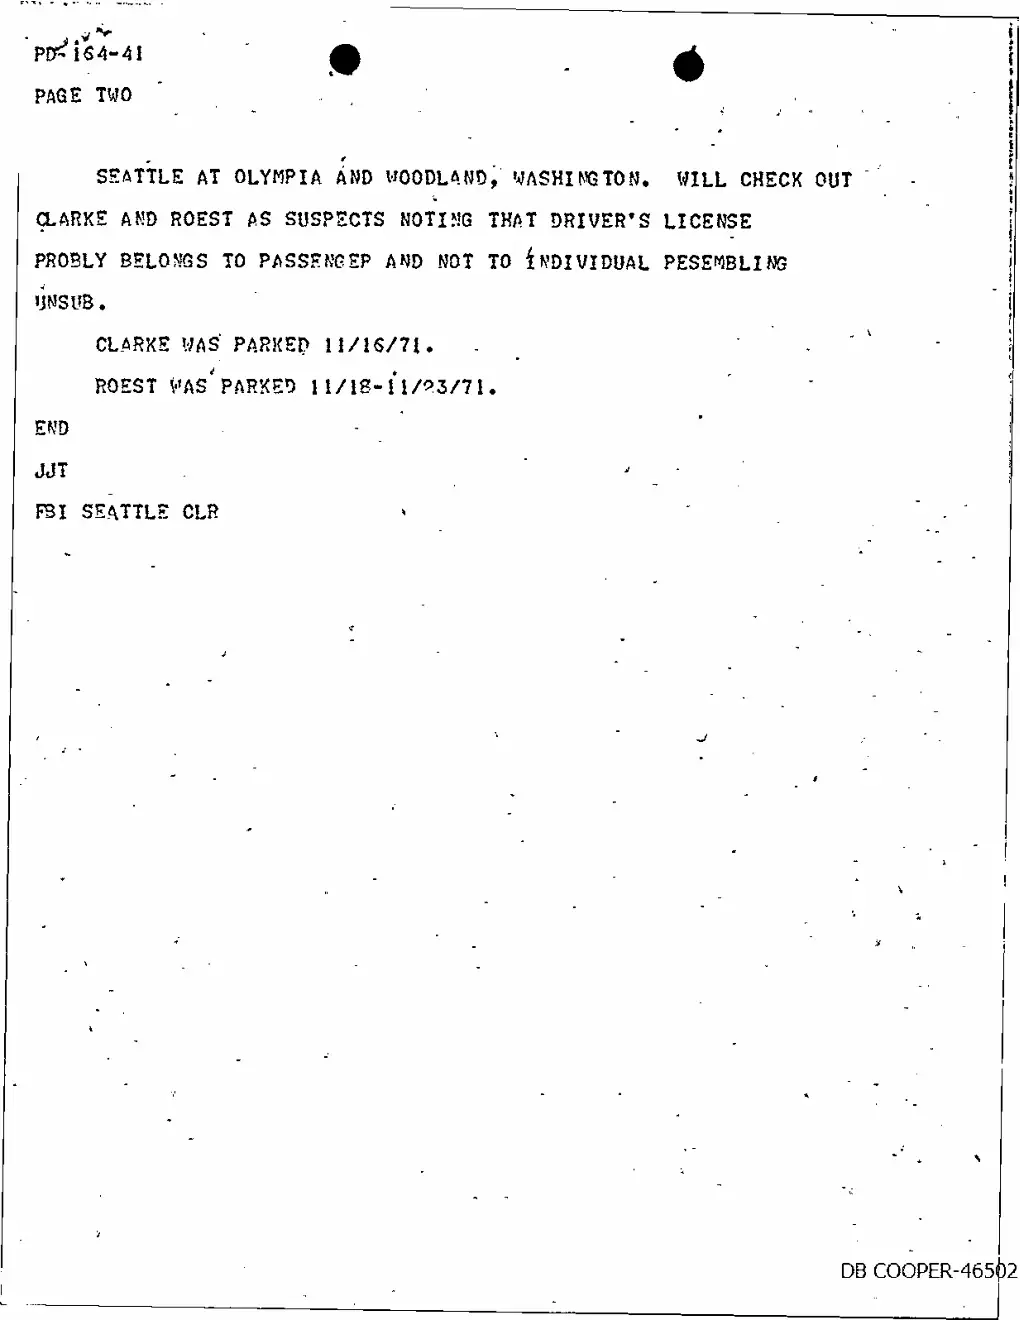 PD 164-41
PAGE TWO
SEATTLE AT OLYMPIA AND WOODLAND, WASHINGTON. WILL CHECK OUT
CLARKE AND ROEST AS SUSPECTS NOTING THAT DRIVER'S LICENSE
PROBLY BELONGS TO PASSENGEP AND NOT TO INDIVIDUAL PESEMBLING
UNSUB.
CLARKE WAS PARKED 11/16/71.
ROEST WAS PARKED 11/18-11/23/71.
END
JJT
FBI SEATTLE CLR
DB COOPER-46502